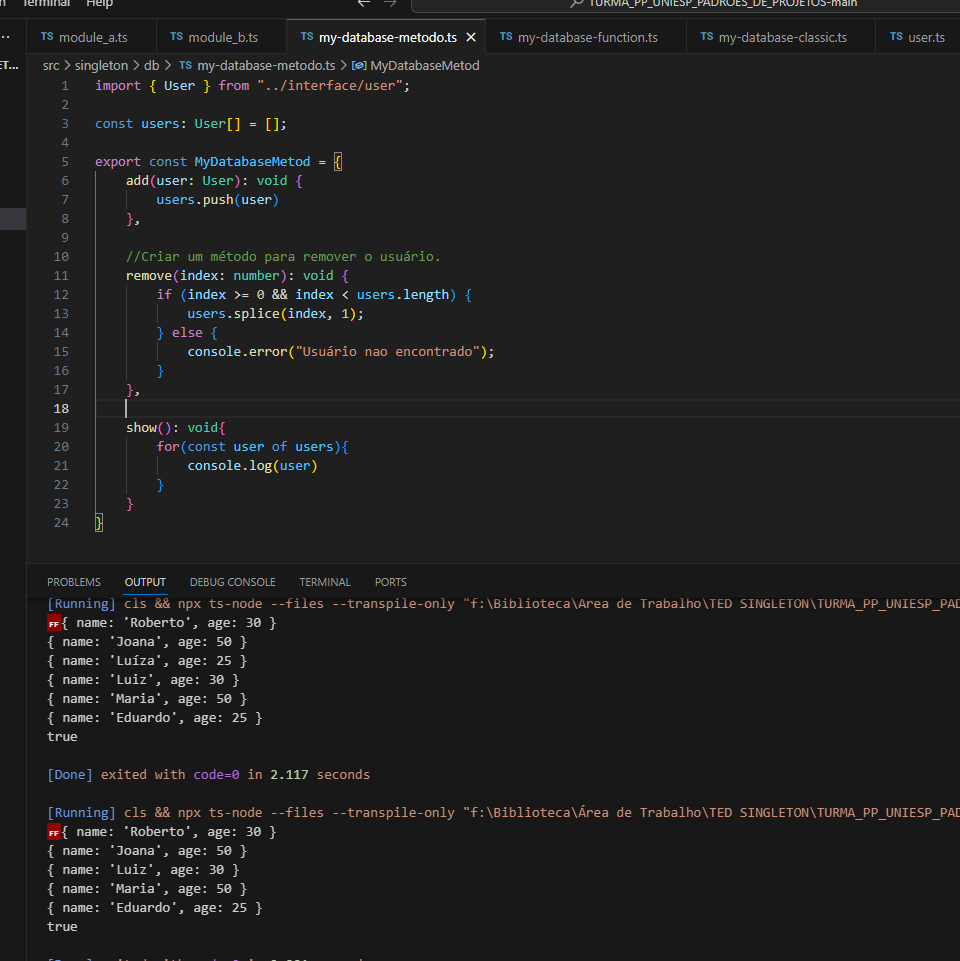 Terminal Help
TURMA_PP_UNIESP_PADROES_DE_PROJETOS-main
TS module_a.ts TS module_b.ts TS my-database-metodo.ts × TS my-database-function.ts TS my-database-classic.ts TS user.ts
ET...
src > singleton > db > TS my-database-metodo.ts > MyDatabaseMetod
1 import { User } from "../interface/user";
2
3 const users: User[] = [];
4
5 export const MyDatabaseMetod = {
6 add(user: User): void {
7 users.push(user)
8 },
9
10 //Criar um método para remover o usuário.
11 remove(index: number): void {
12 if (index >= 0 && index < users.length) {
13 users.splice(index, 1);
14 } else {
15 console.error("Usuário nao encontrado");
16 }
17 },
18
19 show(): void{
20 for(const user of users){
21 console.log(user)
22 }
23 }
24 }
PROBLEMS OUTPUT DEBUG CONSOLE TERMINAL PORTS
[Running] cls && npx ts-node --files --transpile-only "f:\Biblioteca\Área de Trabalho\TED SINGLETON\TURMA_PP_UNIESP_PAD
FF{ name: 'Roberto', age: 30 }
{ name: 'Joana', age: 50 }
{ name: 'Luíza', age: 25 }
{ name: 'Luiz', age: 30 }
{ name: 'Maria', age: 50 }
{ name: 'Eduardo', age: 25 }
true
[Done] exited with code=0 in 2.117 seconds
[Running] cls && npx ts-node --files --transpile-only "f:\Biblioteca\Área de Trabalho\TED SINGLETON\TURMA_PP_UNIESP_PAD
FF{ name: 'Roberto', age: 30 }
{ name: 'Joana', age: 50 }
{ name: 'Luiz', age: 30 }
{ name: 'Maria', age: 50 }
{ name: 'Eduardo', age: 25 }
true